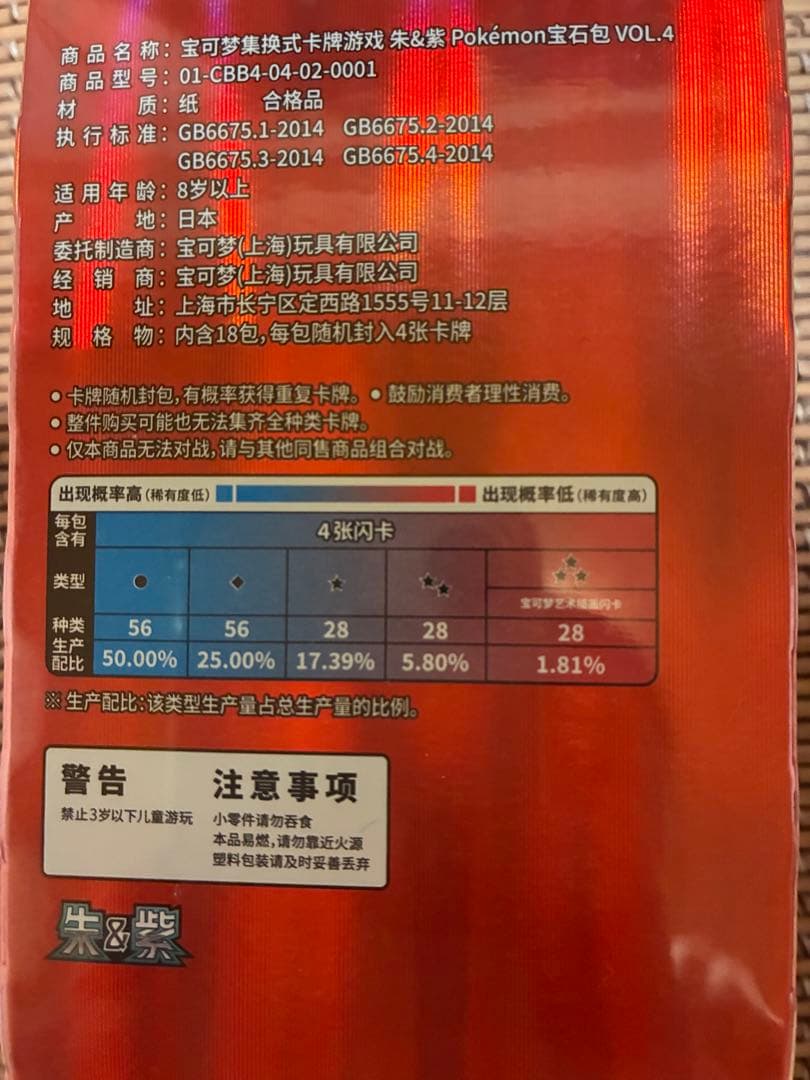 商品名称：宝可梦集换式卡牌游戏 朱&紫 Pokémon宝石包 VOL.4
商品型号：01-CBB4-04-02-0001
材质：纸 合格品
执行标准：GB6675.1-2014 GB6675.2-2014
GB6675.3-2014 GB6675.4-2014
适用年龄：8岁以上
产地：日本
委托制造商：宝可梦(上海)玩具有限公司
经销商：宝可梦(上海)玩具有限公司
地址：上海市长宁区定西路1555号11-12层
规格物：内含18包,每包随机封入4张卡牌
●卡牌随机封包,有概率获得重复卡牌。●鼓励消费者理性消费。
●整件购买可能也无法集齐全种类卡牌。
●仅本商品无法对战,请与其他同售商品组合对战。
出现概率高(稀有度低) 出现概率低(稀有度高)
每包含有 4张闪卡
类型 ● ◆ ★ ★★ ★★★
宝可梦艺术插画闪卡
种类 56 56 28 28 28
生产配比 50.00% 25.00% 17.39% 5.80% 1.81%
※ 生产配比:该类型生产量占总生产量的比例。
警告 注意事项
禁止3岁以下儿童游玩 小零件请勿吞食
本品易燃,请勿靠近火源
塑料包装请及时妥善丢弃
朱&紫